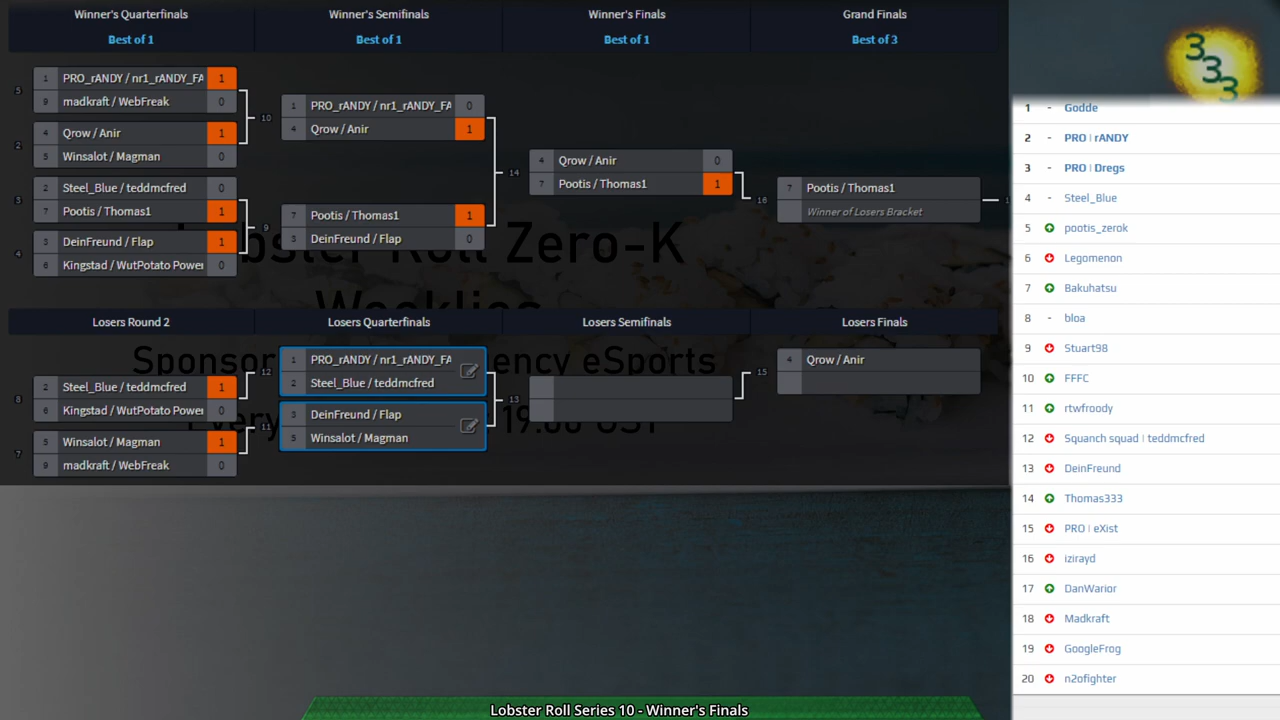 Winner's Quarterfinals
Best of 1
Winner's Semifinals
Best of 1
Winner's Finals
Best of 1
Grand Finals
Best of 3
5
1 PRO_rANDY / nr1_rANDY_FA 1
9 madkraft / WebFreak 0
2
4 Qrow / Anir 1
5 Winsalot / Magman 0
3
2 Steel_Blue / teddmcfred 0
7 Pootis / Thomas1 1
4
3 DeinFreund / Flap 1
6 Kingstad / WutPotato Power 0
10
1 PRO_rANDY / nr1_rANDY_FA 0
4 Qrow / Anir 1
9
7 Pootis / Thomas1 1
3 DeinFreund / Flap 0
14
4 Qrow / Anir 0
7 Pootis / Thomas1 1
16
7 Pootis / Thomas1
Winner of Losers Bracket
Roll Zero-K
Losers Round 2
Losers Quarterfinals
Losers Semifinals
Losers Finals
Sponsor ency eSports
8
2 Steel_Blue / teddmcfred 1
6 Kingstad / WutPotato Power 0
7
5 Winsalot / Magman 1
9 madkraft / WebFreak 0
12
1 PRO_rANDY / nr1_rANDY_FA
2 Steel_Blue / teddmcfred
11
3 DeinFreund / Flap
5 Winsalot / Magman
13
15
4 Qrow / Anir
3
3
3
1 - Godde
2 - PRO | rANDY
3 - PRO | Dregs
4 - Steel_Blue
5 pootis_zerok
6 Legomenon
7 Bakuhatsu
8 - bloa
9 Stuart98
10 FFFC
11 rtwfroody
12 Squanch squad | teddmcfred
13 DeinFreund
14 Thomas333
15 PRO | eXist
16 izirayd
17 DanWarior
18 Madkraft
19 GoogleFrog
20 n2ofighter
Lobster Roll Series 10 - Winner's Finals